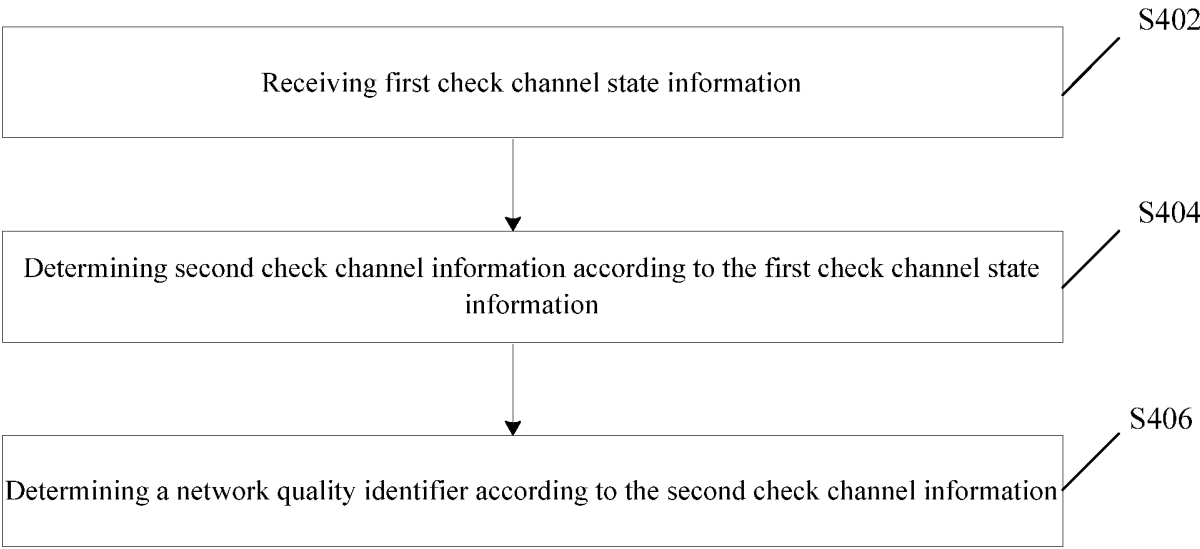 S402
Receiving first check channel state information
S404
Determining second check channel information according to the first check channel state
information
S406
Determining a network quality identifier according to the second check channel information